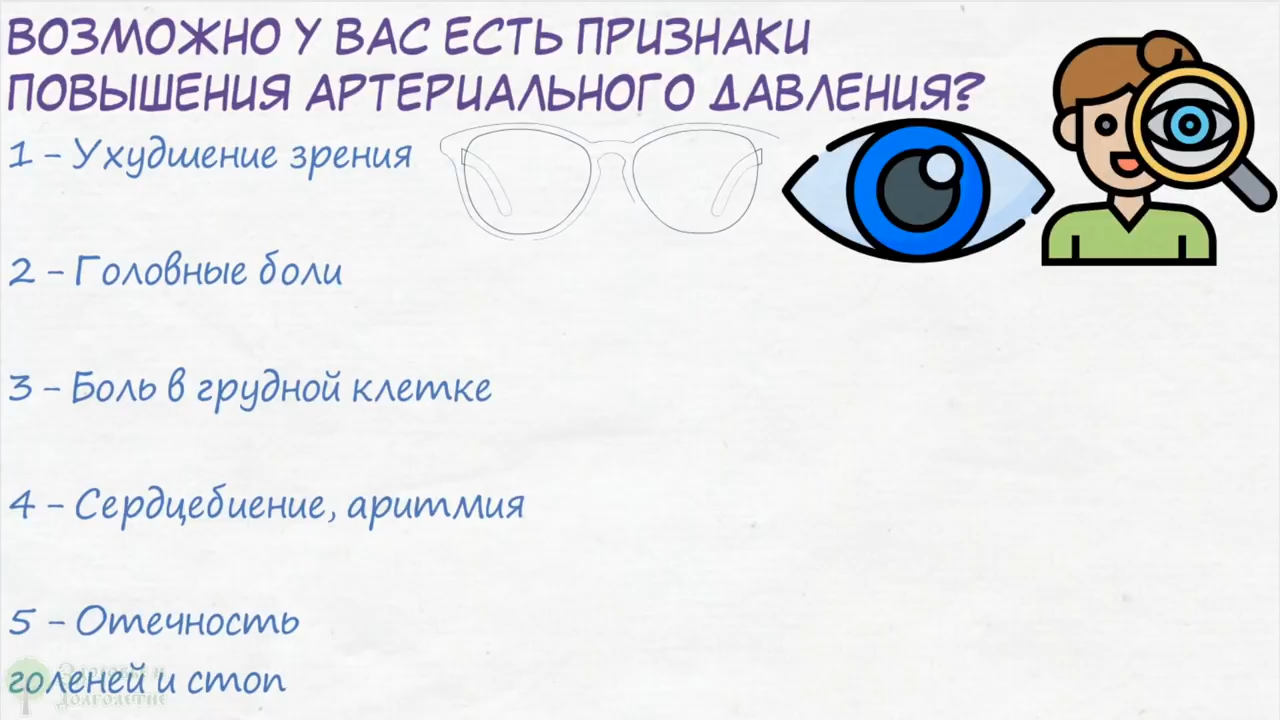 ВОЗМОЖНО У ВАС ЕСТЬ ПРИЗНАКИ
ПОВЫШЕНИЯ АРТЕРИАЛЬНОГО ДАВЛЕНИЯ?
1 - Ухудшение зрения
2 - Головные боли
3 - Боль в грудной клетке
4 - Сердцебиение, аритмия
5 - Отечность
голеней и стоп
Долголетие